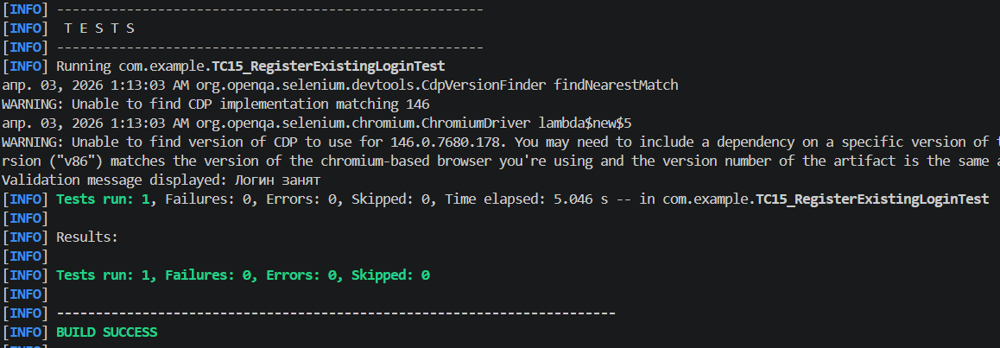 [INFO] -------------------------------------------------------
[INFO]  T E S T S
[INFO] -------------------------------------------------------
[INFO] Running com.example.TC15_RegisterExistingLoginTest
апр. 03, 2026 1:13:03 AM org.openqa.selenium.devtools.CdpVersionFinder findNearestMatch
WARNING: Unable to find CDP implementation matching 146
апр. 03, 2026 1:13:03 AM org.openqa.selenium.chromium.ChromiumDriver lambda$new$5
WARNING: Unable to find version of CDP to use for 146.0.7680.178. You may need to include a dependency on a specific version of
rsion ("v86") matches the version of the chromium-based browser you're using and the version number of the artifact is the same
Validation message displayed: Логин занят
[INFO] Tests run: 1, Failures: 0, Errors: 0, Skipped: 0, Time elapsed: 5.046 s -- in com.example.TC15_RegisterExistingLoginTest
[INFO]
[INFO] Results:
[INFO]
[INFO] Tests run: 1, Failures: 0, Errors: 0, Skipped: 0
[INFO]
[INFO] ------------------------------------------------------------------------
[INFO] BUILD SUCCESS